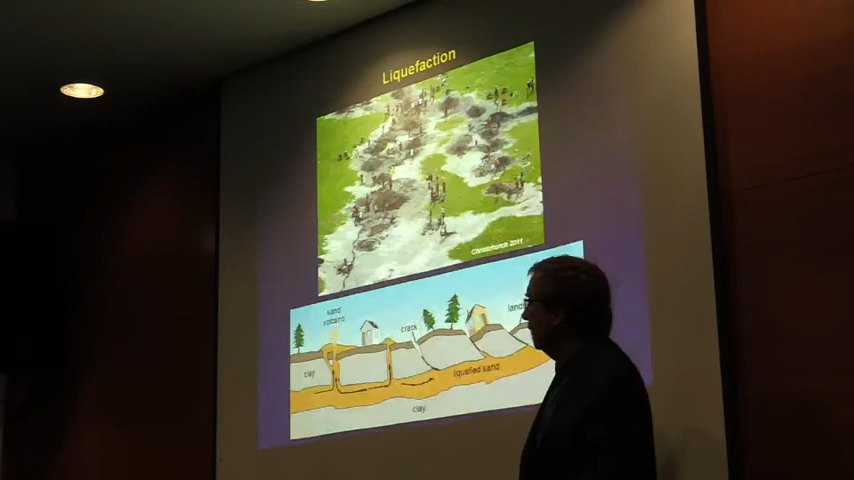 Liquefaction
Christchurch 2011
sand
volcano
crack
clay
liquefied sand
clay